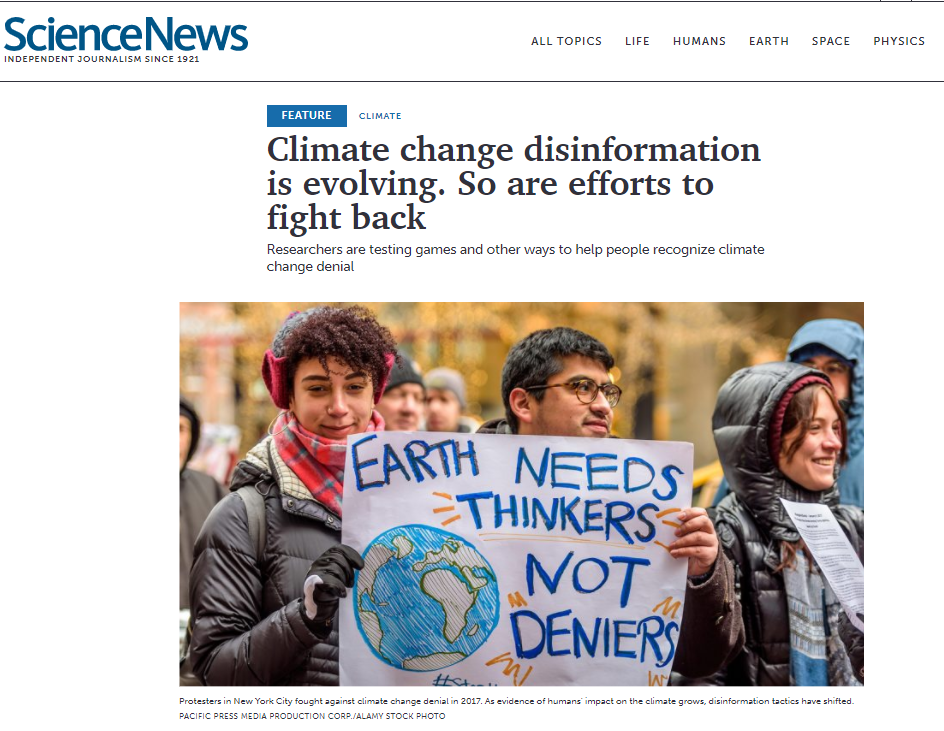 ScienceNews
INDEPENDENT JOURNALISM SINCE 1921
ALL TOPICS LIFE HUMANS EARTH SPACE PHYSICS
FEATURE CLIMATE
Climate change disinformation
is evolving. So are efforts to
fight back
Researchers are testing games and other ways to help people recognize climate
change denial
EARTH NEEDS
THINKERS
NOT
DENIERS
Protesters in New York City fought against climate change denial in 2017. As evidence of humans' impact on the climate grows, disinformation tactics have shifted.
PACIFIC PRESS MEDIA PRODUCTION CORP./ALAMY STOCK PHOTO